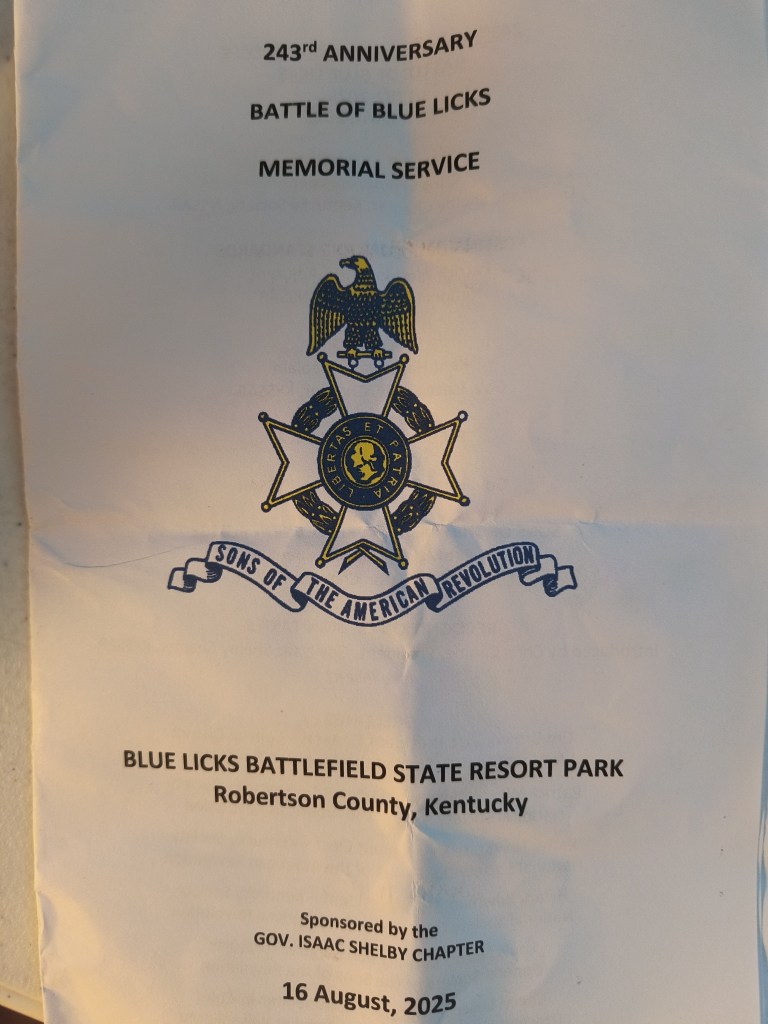 243rd ANNIVERSARY
BATTLE OF BLUE LICKS
MEMORIAL SERVICE
LIBERTAS ET PATRIA
SONS OF THE AMERICAN REVOLUTION
BLUE LICKS BATTLEFIELD STATE RESORT PARK
Robertson County, Kentucky
Sponsored by the
GOV. ISAAC SHELBY CHAPTER
16 August, 2025